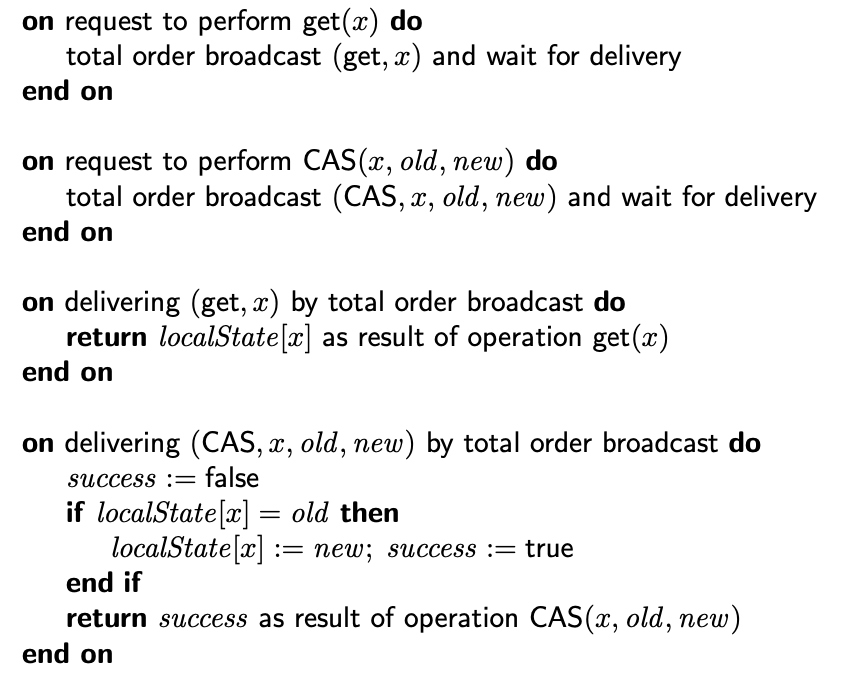 on request to perform get(x) do
total order broadcast (get, x) and wait for delivery
end on
on request to perform CAS(x, old, new) do
total order broadcast (CAS, x, old, new) and wait for delivery
end on
on delivering (get, x) by total order broadcast do
return localState[x] as result of operation get(x)
end on
on delivering (CAS, x, old, new) by total order broadcast do
success := false
if localState[x] = old then
localState[x] := new; success := true
end if
return success as result of operation CAS(x, old, new)
end on